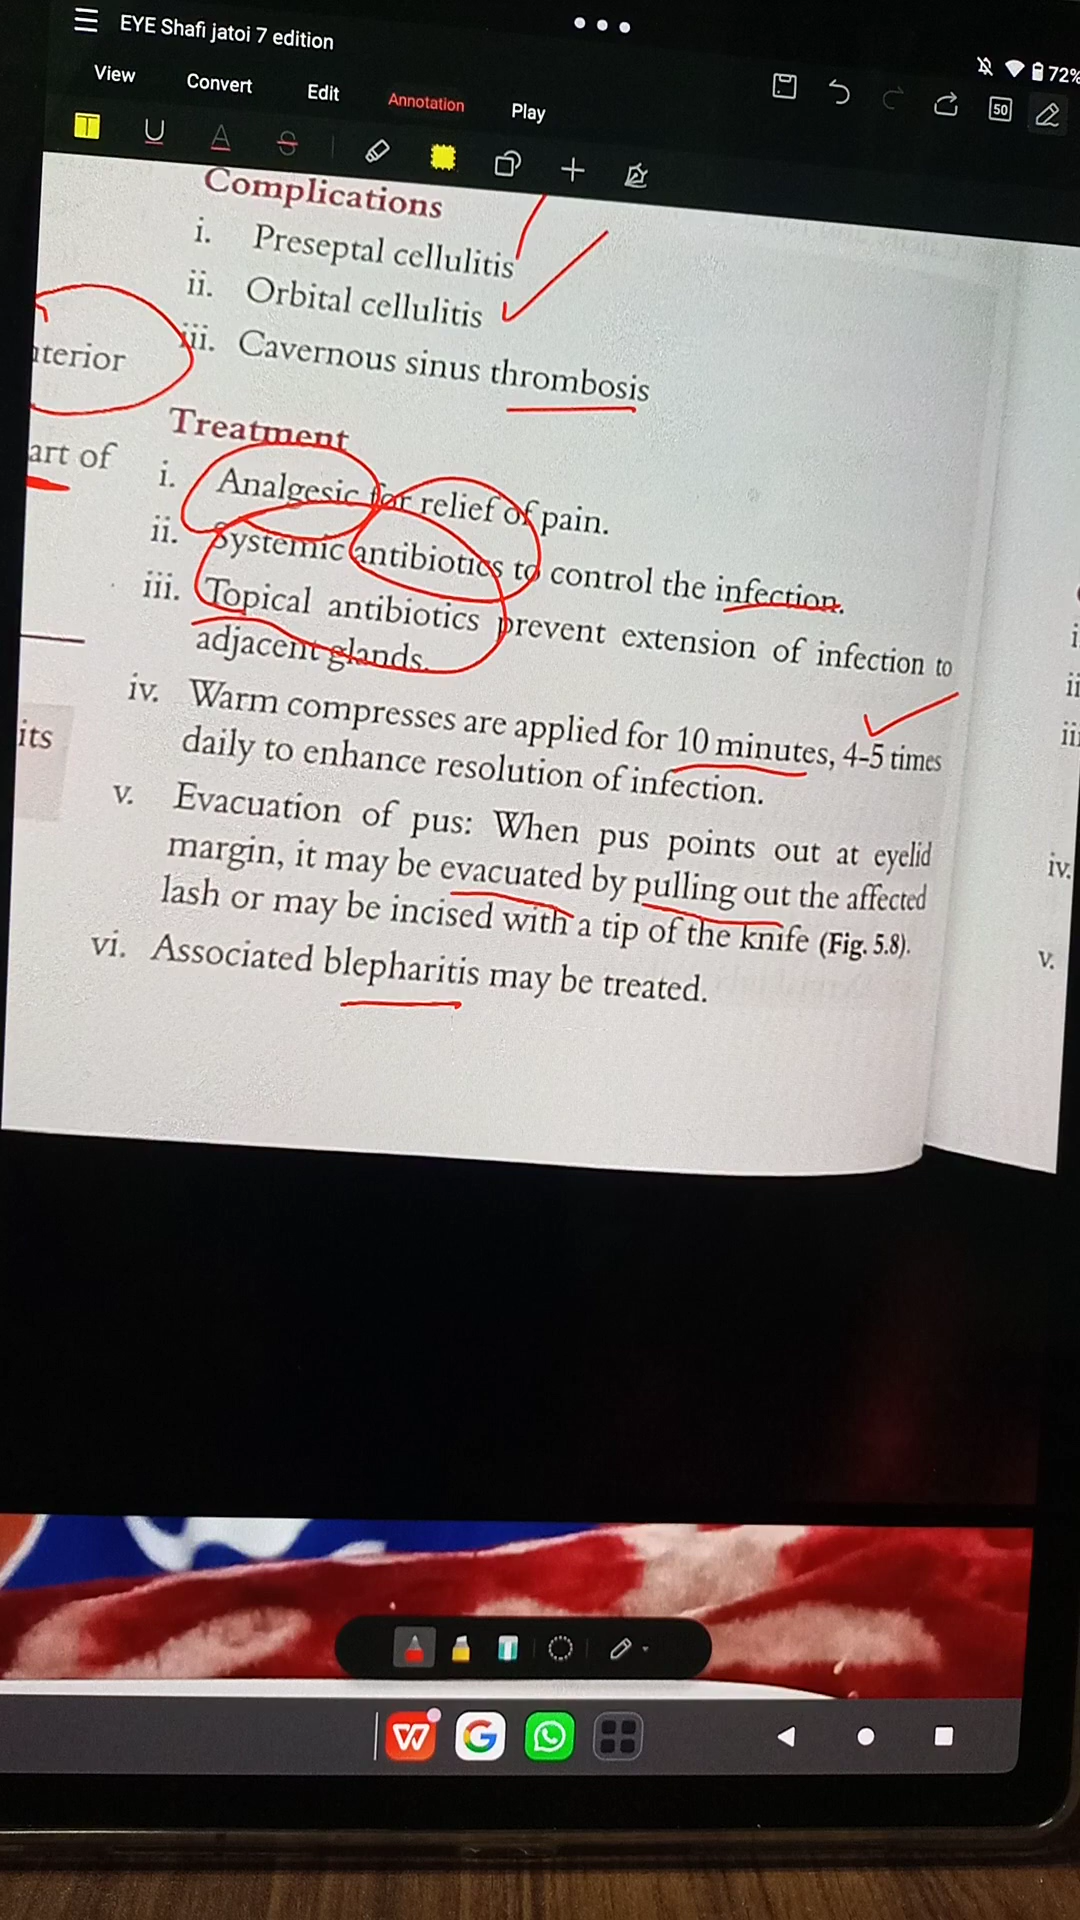 EYE Shafi jatoi 7 edition
72%
View Convert Edit Annotation Play
50
T U A S
Complications
i. Preseptal cellulitis
ii. Orbital cellulitis
iii. Cavernous sinus thrombosis
Treatment
i. Analgesic for relief of pain.
ii. Systemic antibiotics to control the infection.
iii. Topical antibiotics prevent extension of infection to
adjacent glands.
iv. Warm compresses are applied for 10 minutes, 4-5 times
daily to enhance resolution of infection.
v. Evacuation of pus: When pus points out at eyelid
margin, it may be evacuated by pulling out the affected
lash or may be incised with a tip of the knife (Fig. 5.8).
vi. Associated blepharitis may be treated.
art of
its
i
ii
iv.
v.
W G